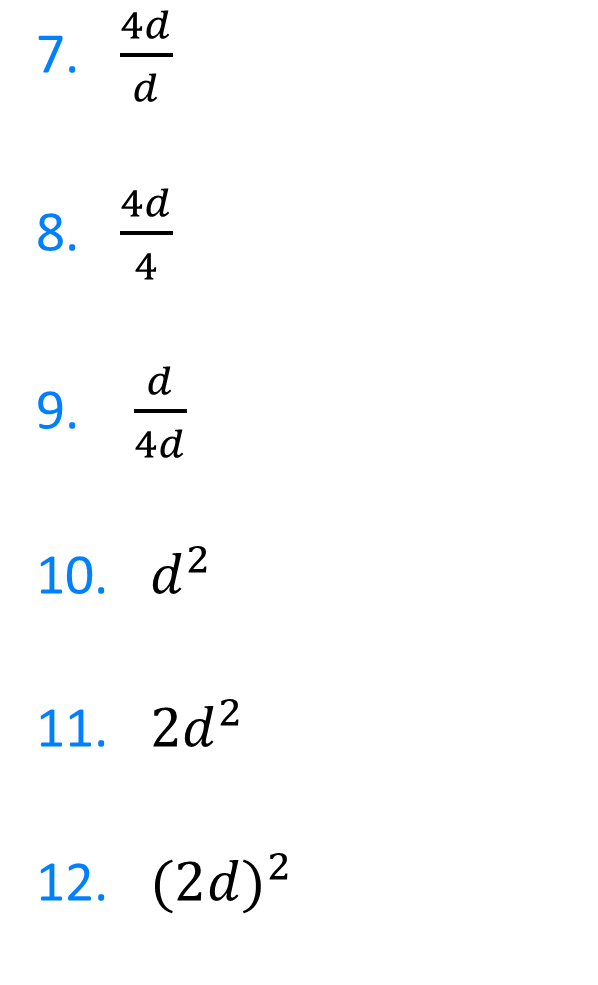 7. 4d/d
8. 4d/4
9. d/4d
10. d²
11. 2d²
12. (2d)²